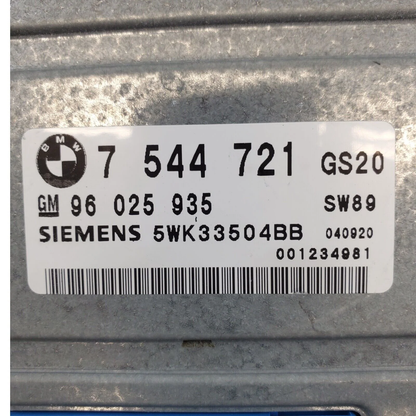 BMW 7 544 721 GS20
GM 96 025 935 SW89
SIEMENS 5WK33504BB 040920
001234981